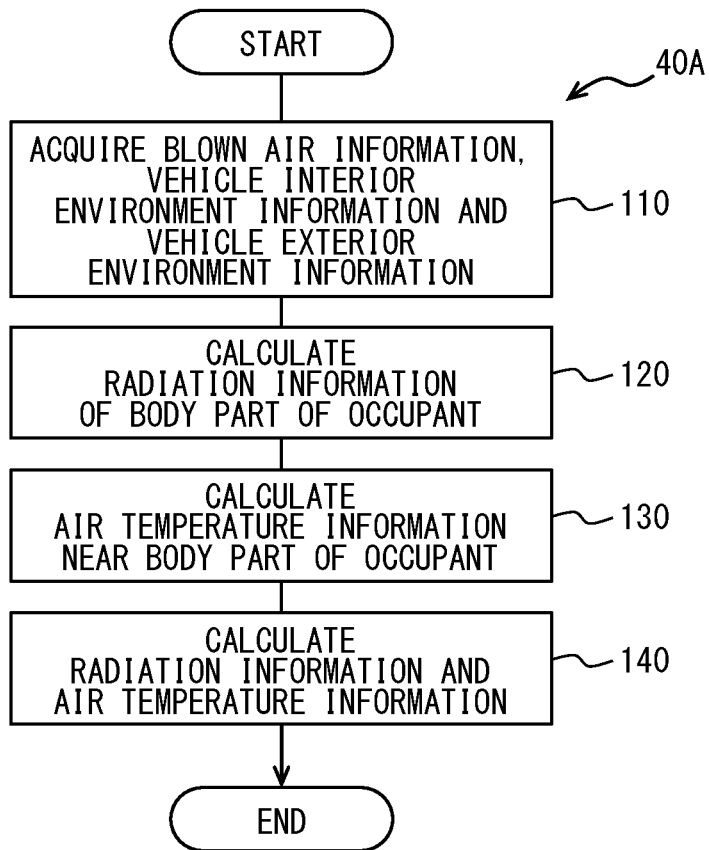 START
40A
ACQUIRE BLOWN AIR INFORMATION,
VEHICLE INTERIOR
ENVIRONMENT INFORMATION AND
VEHICLE EXTERIOR
ENVIRONMENT INFORMATION
110
CALCULATE
RADIATION INFORMATION
OF BODY PART OF OCCUPANT
120
CALCULATE
AIR TEMPERATURE INFORMATION
NEAR BODY PART OF OCCUPANT
130
CALCULATE
RADIATION INFORMATION AND
AIR TEMPERATURE INFORMATION
140
END